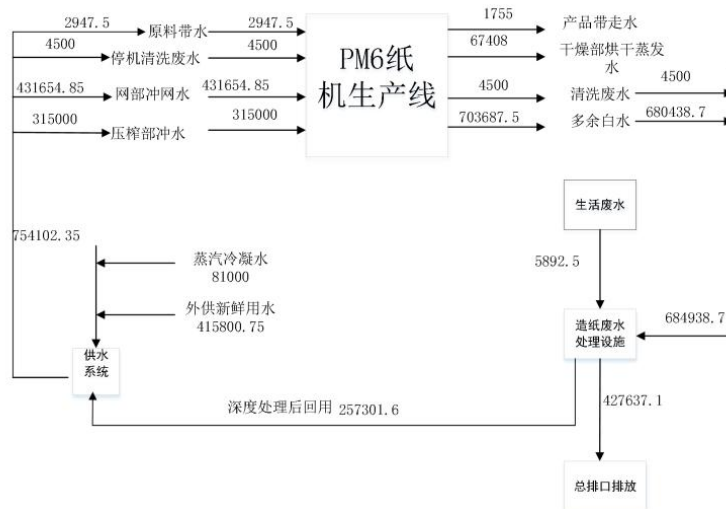 2947.5
原料带水
2947.5
4500
停机清洗废水
4500
431654.85
网部冲网水
431654.85
315000
压榨部冲水
315000
PM6纸
机生产线
1755
产品带走水
67408
干燥部烘干蒸发
水
4500
清洗废水
4500
703687.5
多余白水
680438.7
754102.35
蒸汽冷凝水
81000
外供新鲜用水
415800.75
供水
系统
生活废水
5892.5
造纸废水
处理设施
684938.7
深度处理后回用 257301.6
427637.1
总排口排放